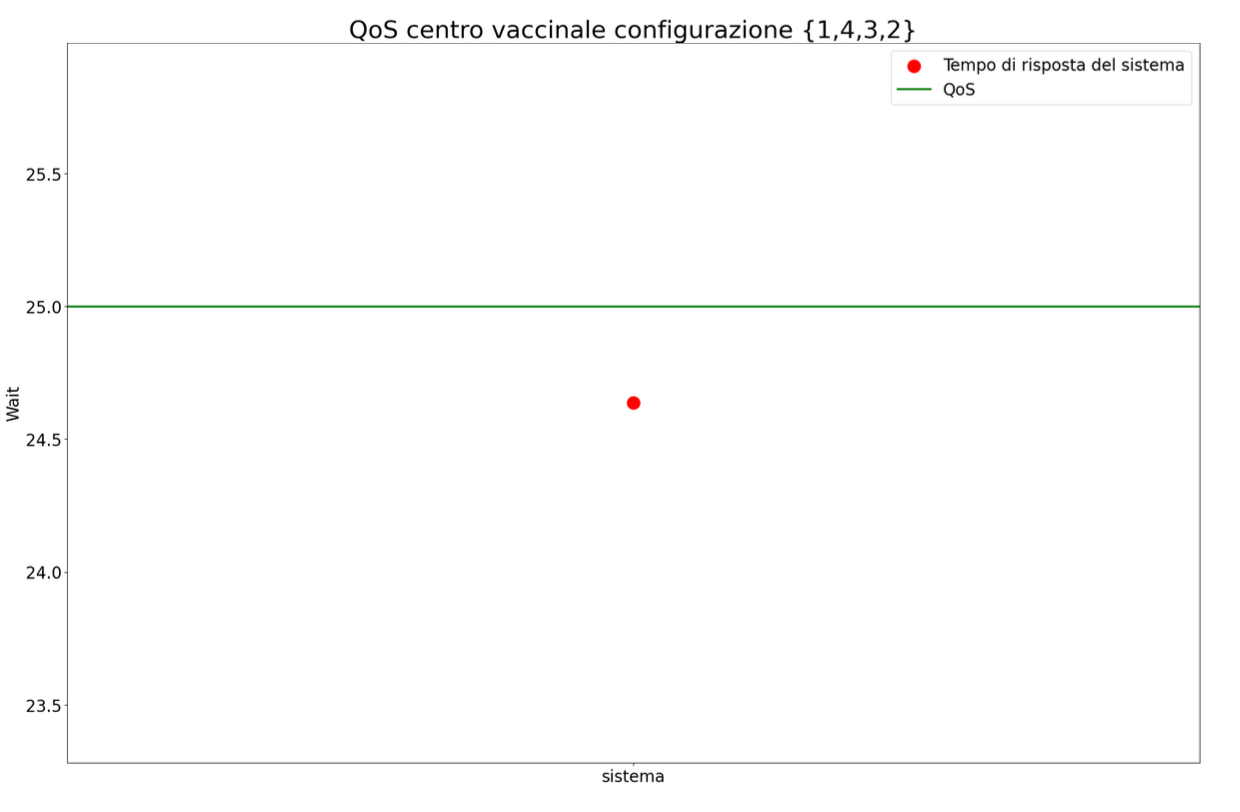 QoS centro vaccinale configurazione {1,4,3,2}
Tempo di risposta del sistema
QoS
25.5
25.0
Wait
24.5
24.0
23.5
sistema